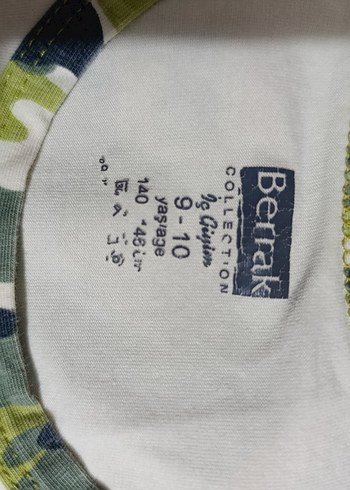 Berrak
COLLECTION
İç Giyim
9 - 10
yaş/age
140